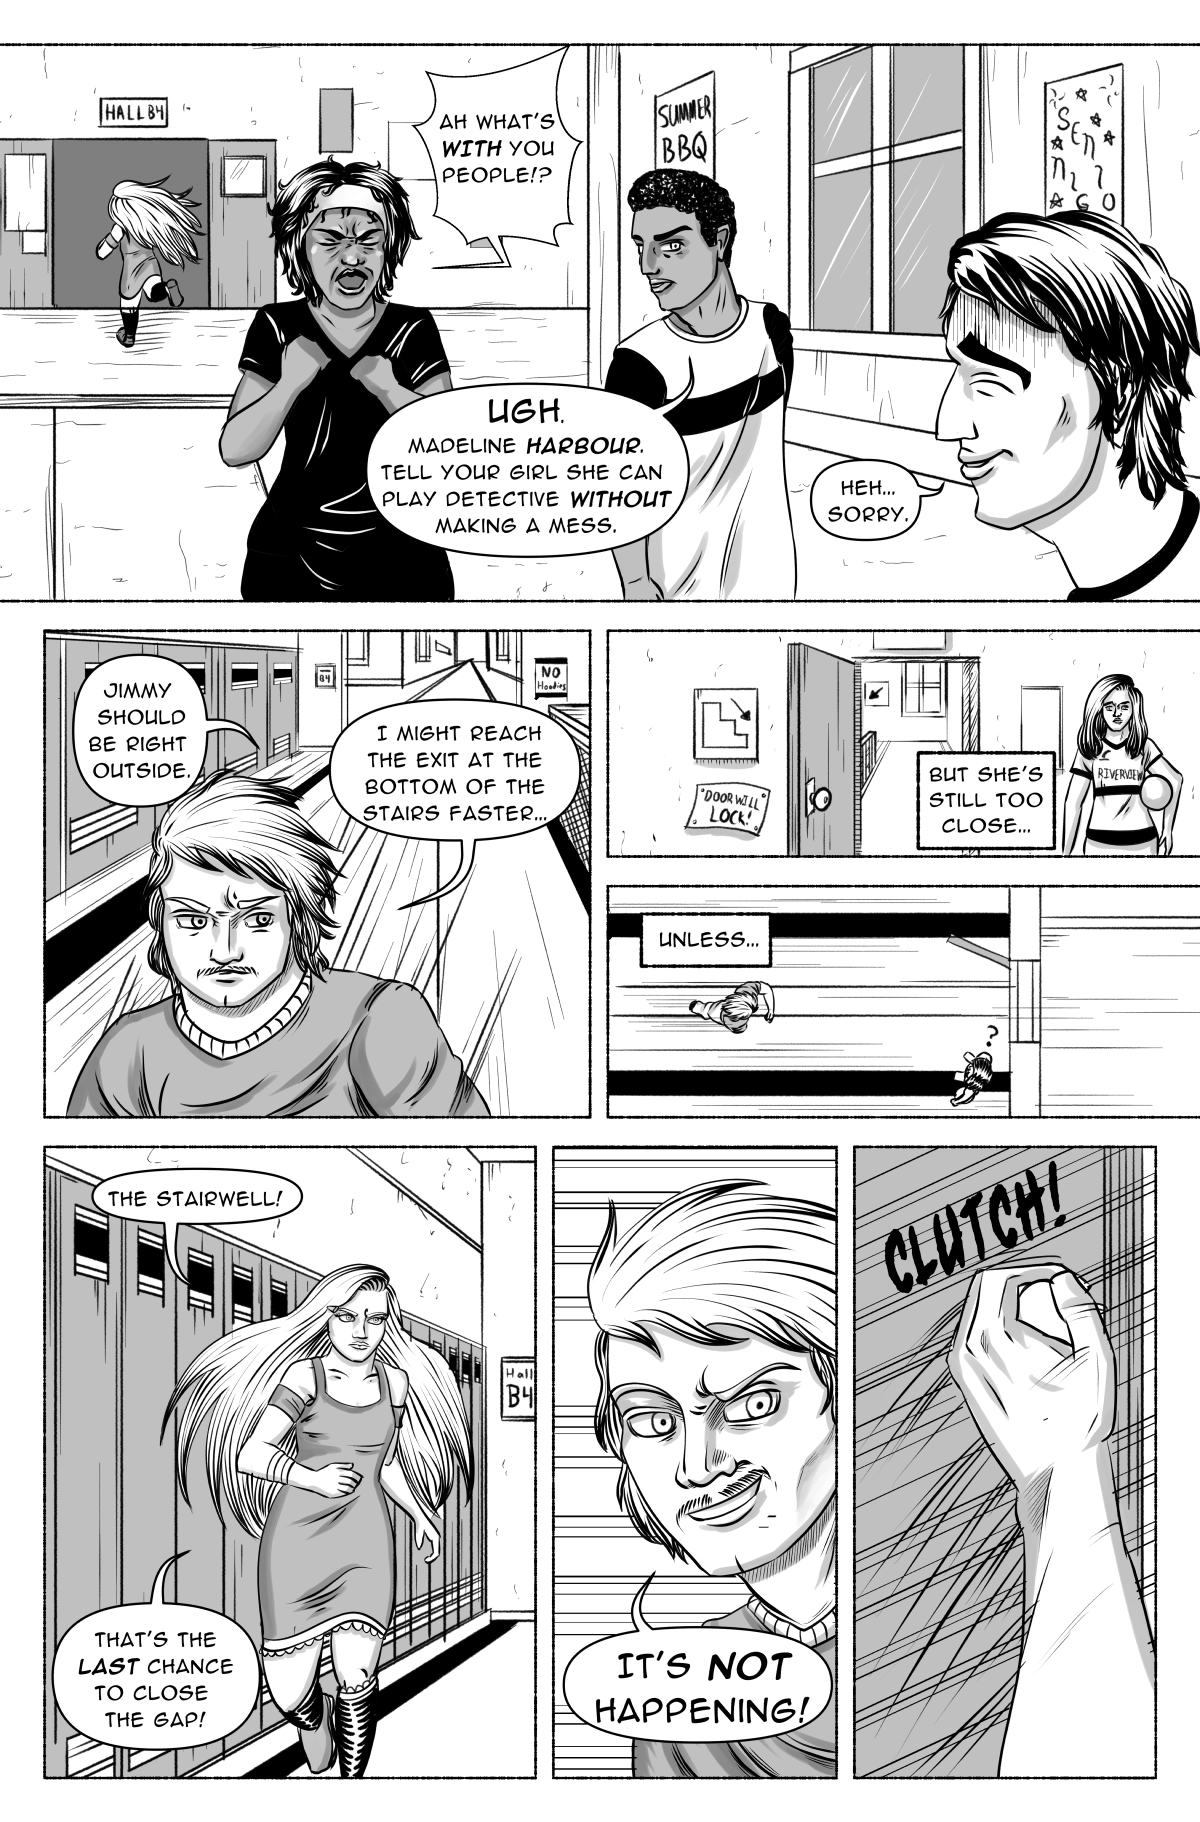 HALL B4
AH WHAT'S
WITH YOU
PEOPLE!?
SUMMER
BBQ
SENIOR
UGH.
MADELINE HARBOUR.
TELL YOUR GIRL SHE CAN
PLAY DETECTIVE WITHOUT
MAKING A MESS.
HEH...
SORRY.
JIMMY
SHOULD
BE RIGHT
OUTSIDE.
B4
NO
Hoodies
I MIGHT REACH
THE EXIT AT THE
BOTTOM OF THE
STAIRS FASTER...
DOOR WILL
LOCK!
RIVERVIEW
BUT SHE'S
STILL TOO
CLOSE...
UNLESS...
?
THE STAIRWELL!
Hall
B4
THAT'S THE
LAST CHANCE
TO CLOSE
THE GAP!
IT'S NOT
HAPPENING!
CLUTCH!